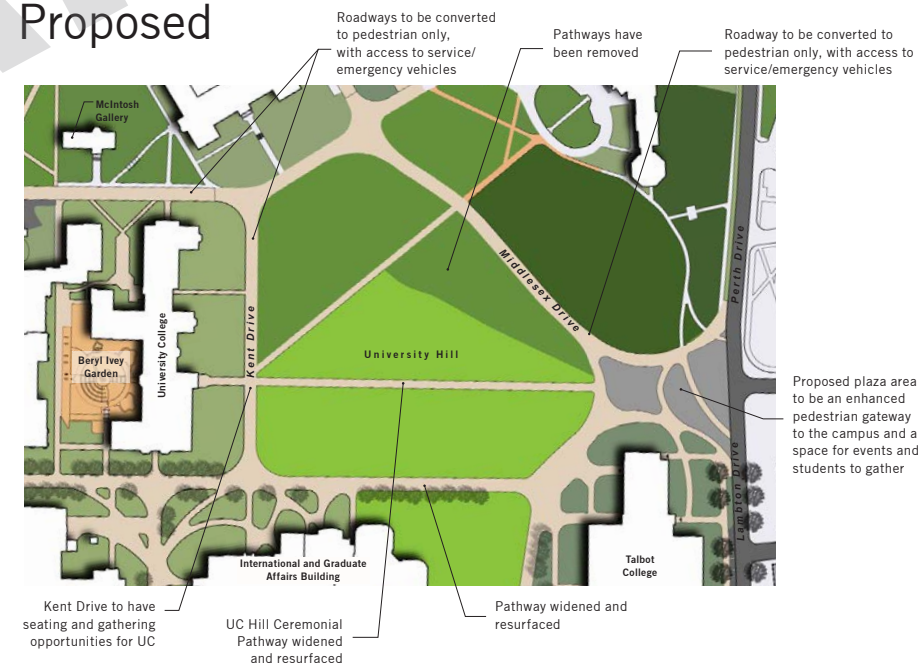 Proposed
Roadways to be converted
to pedestrian only,
with access to service/
emergency vehicles
Pathways have
been removed
Roadway to be converted to
pedestrian only, with access to
service/emergency vehicles
McIntosh
Gallery
Perth Drive
Middlesex Drive
Kent Drive
University College
Beryl Ivey
Garden
University Hill
Proposed plaza area
to be an enhanced
pedestrian gateway
to the campus and a
space for events and
students to gather
Lambton Drive
International and Graduate
Affairs Building
Talbot
College
Kent Drive to have
seating and gathering
opportunities for UC
UC Hill Ceremonial
Pathway widened
and resurfaced
Pathway widened and
resurfaced